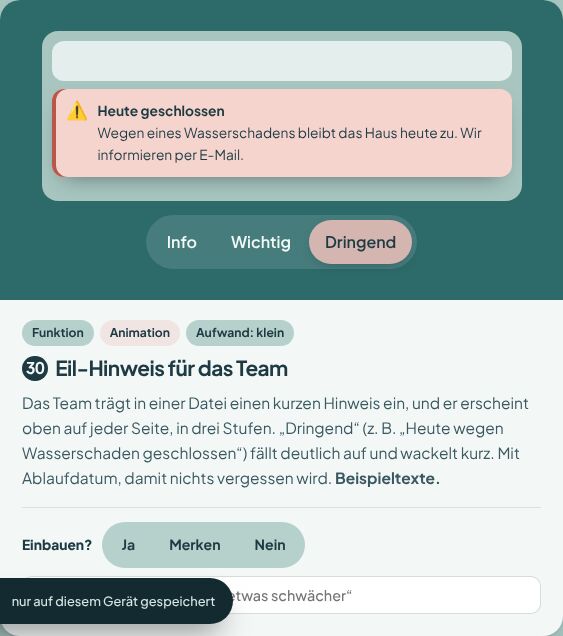 Heute geschlossen
Wegen eines Wasserschadens bleibt das Haus heute zu. Wir
informieren per E-Mail.
Info Wichtig Dringend
Funktion Animation Aufwand: klein
30 Eil-Hinweis für das Team
Das Team trägt in einer Datei einen kurzen Hinweis ein, und er erscheint
oben auf jeder Seite, in drei Stufen. „Dringend“ (z. B. „Heute wegen
Wasserschaden geschlossen“) fällt deutlich auf und wackelt kurz. Mit
Ablaufdatum, damit nichts vergessen wird. Beispieltexte.
Einbauen? Ja Merken Nein
etwas schwächer“
nur auf diesem Gerät gespeichert